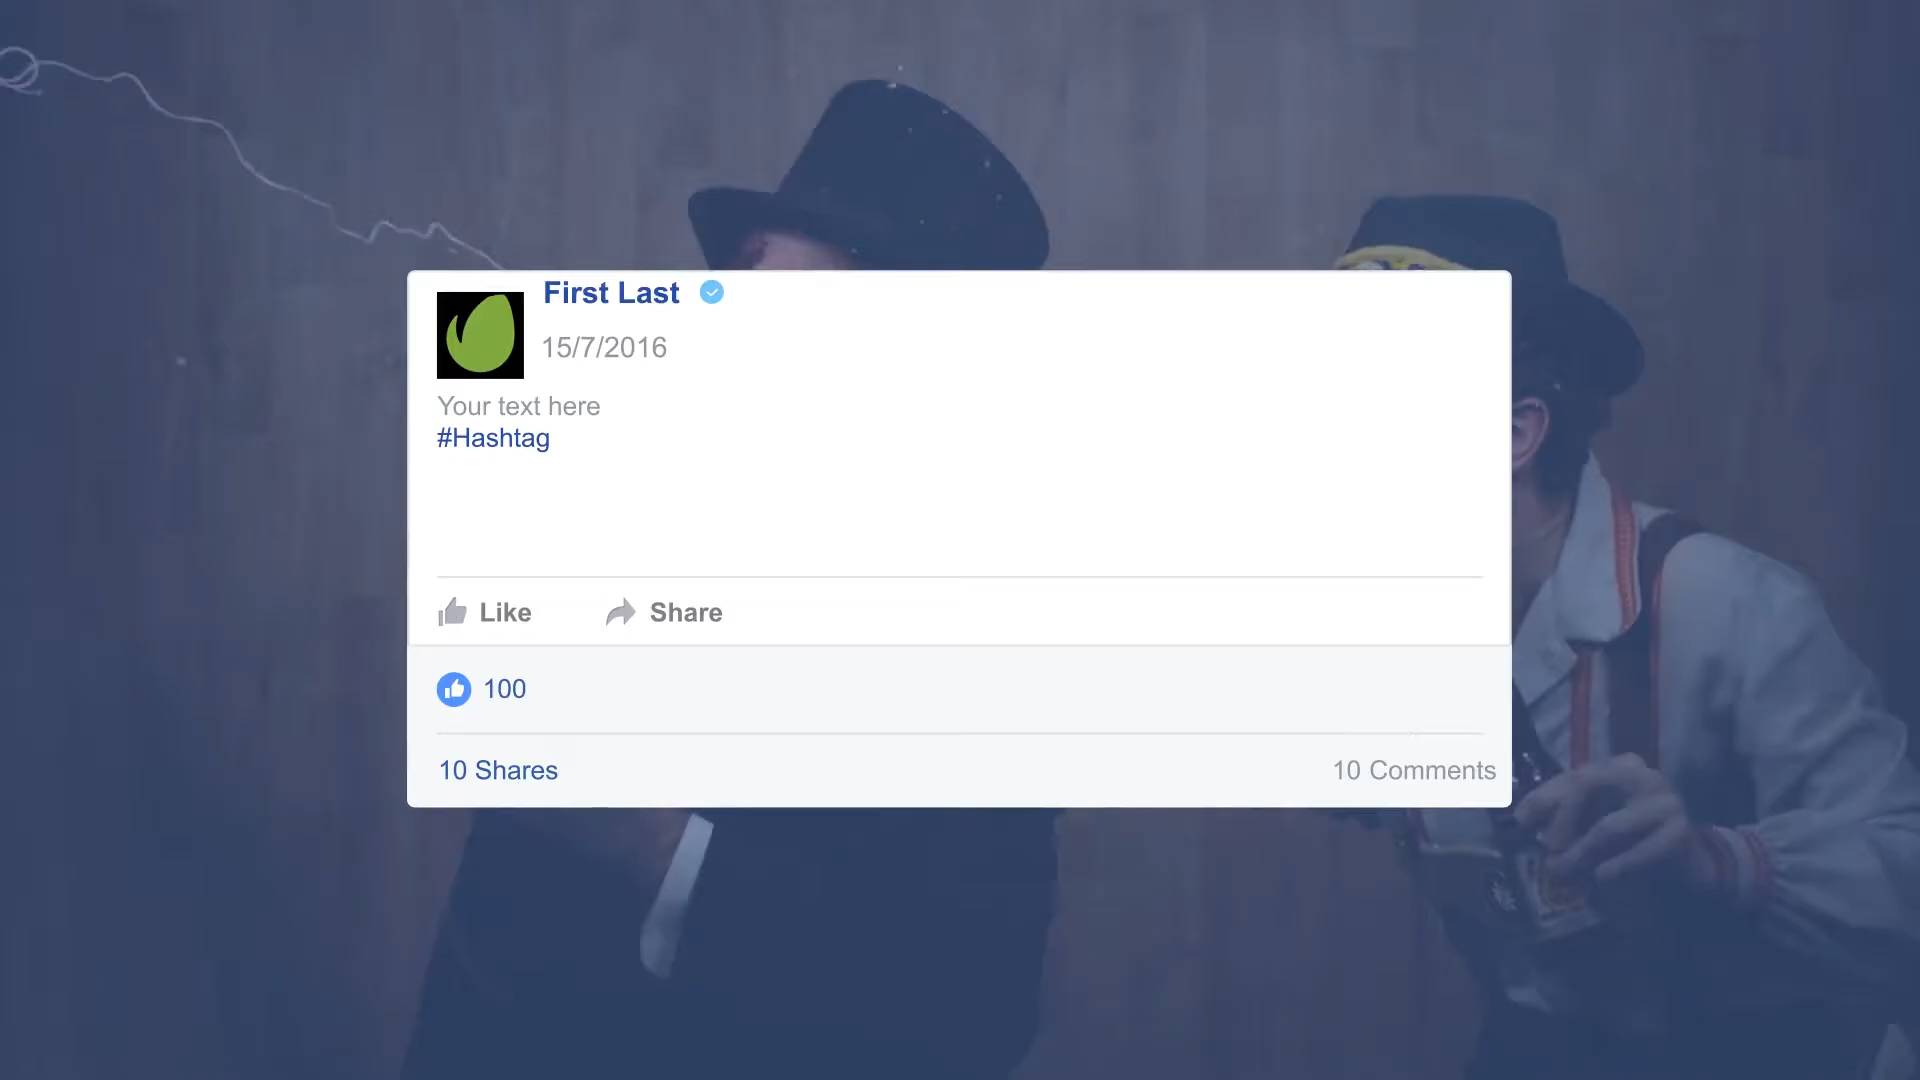 First Last
15/7/2016
Your text here
#Hashtag
Like Share
100
10 Shares 10 Comments